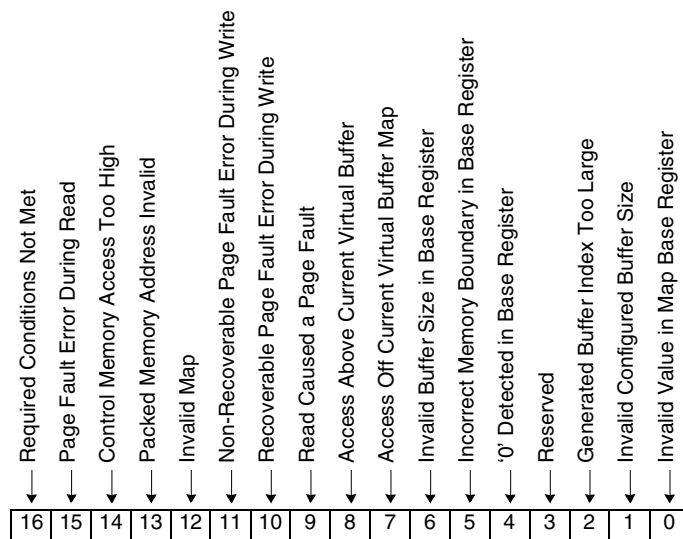 Required Conditions Not Met
Page Fault Error During Read
Control Memory Access Too High
Packed Memory Address Invalid
Invalid Map
Non-Recoverable Page Fault Error During Write
Recoverable Page Fault Error During Write
Read Caused a Page Fault
Access Above Current Virtual Buffer
Access Off Current Virtual Buffer Map
Invalid Buffer Size in Base Register
Incorrect Memory Boundary in Base Register
‘0’ Detected in Base Register
Reserved
Generated Buffer Index Too Large
Invalid Configured Buffer Size
Invalid Value in Map Base Register
16 15 14 13 12 11 10 9 8 7 6 5 4 3 2 1 0